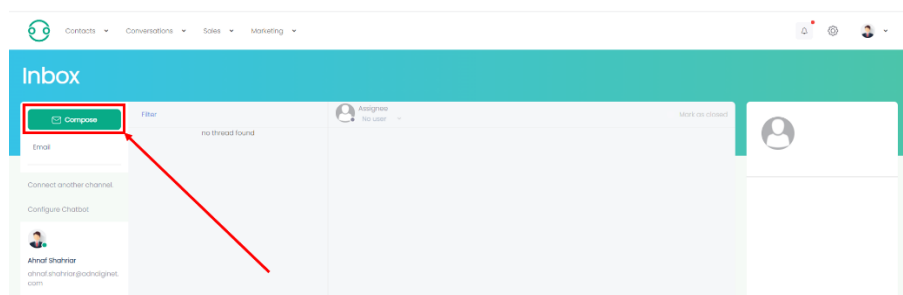 Contacts Conversations Sales Marketing
Inbox
Compose
Email
Connect another channel.
Configure Chatbot
Ahnaf Shahriar
ahnaf.shahriar@adndiginet.
com
Filter
no thread found
Assignee
No user
Mark as closed